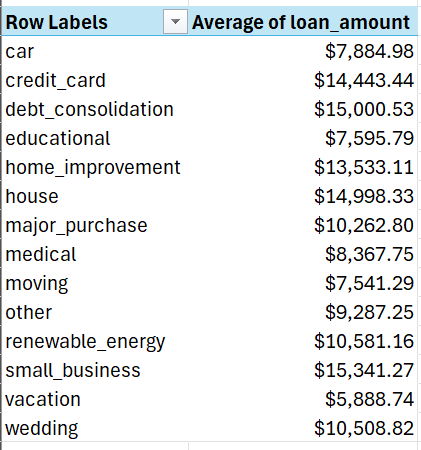 Row Labels Average of loan_amount
car $7,884.98
credit_card $14,443.44
debt_consolidation $15,000.53
educational $7,595.79
home_improvement $13,533.11
house $14,998.33
major_purchase $10,262.80
medical $8,367.75
moving $7,541.29
other $9,287.25
renewable_energy $10,581.16
small_business $15,341.27
vacation $5,888.74
wedding $10,508.82